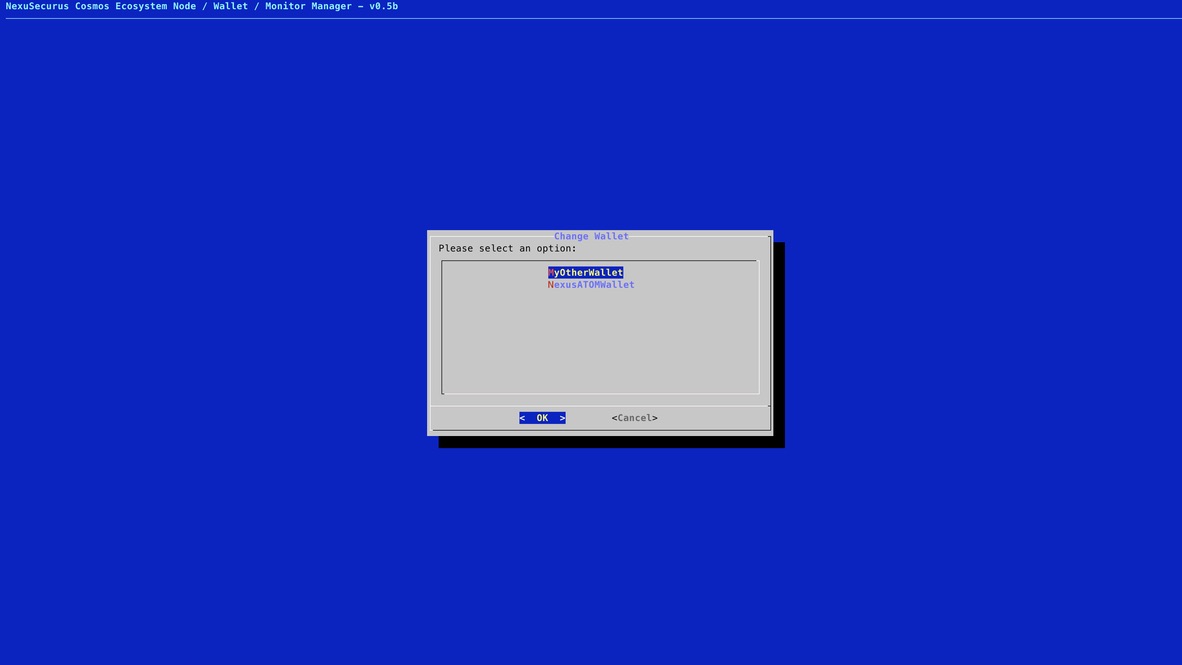 NexuSecurus Cosmos Ecosystem Node / Wallet / Monitor Manager - v0.5b
Change Wallet
Please select an option:
MyOtherWallet
NexusATOMWallet
<  OK  > <Cancel>